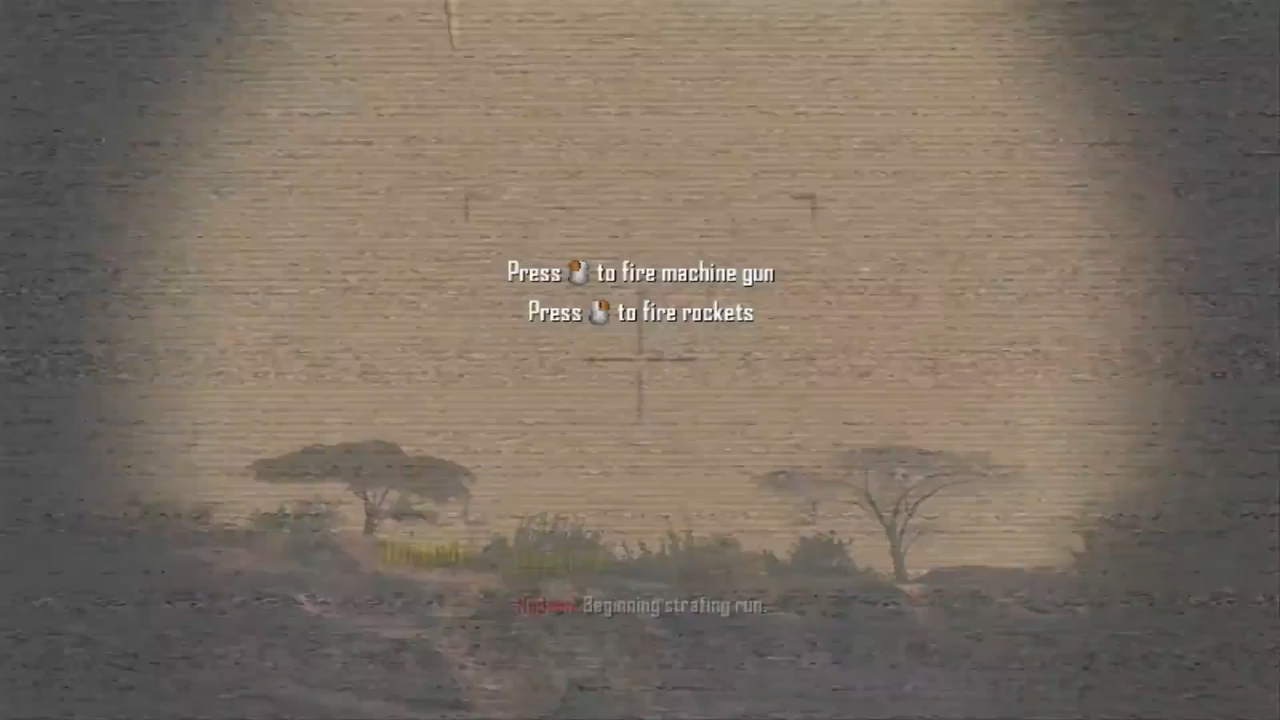 Press to fire machine gun
Press to fire rockets
Beginning strafing run.